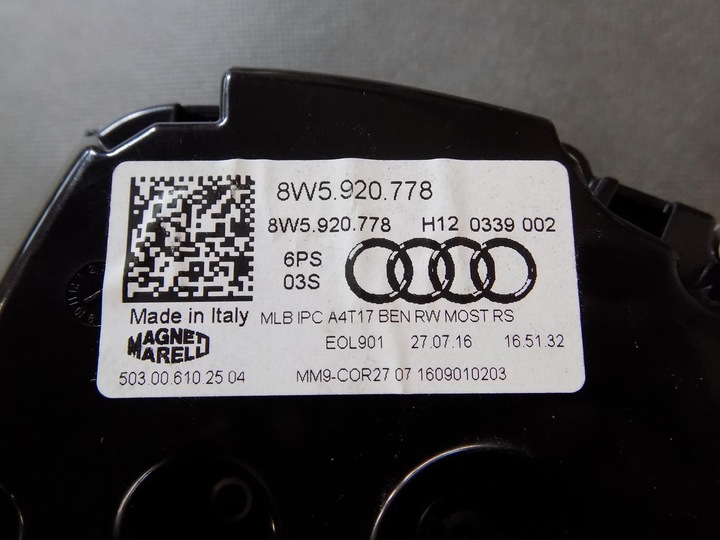 8W5.920.778
8W5.920.778 H12 0339 002
6PS
03S
Made in Italy MLB IPC A4T17 BEN RW MOST RS
MAGNETI MARELLI
EOL901 27.07.16 16.51.32
503.00.610 25 04 MM9-COR27 07 1609010203